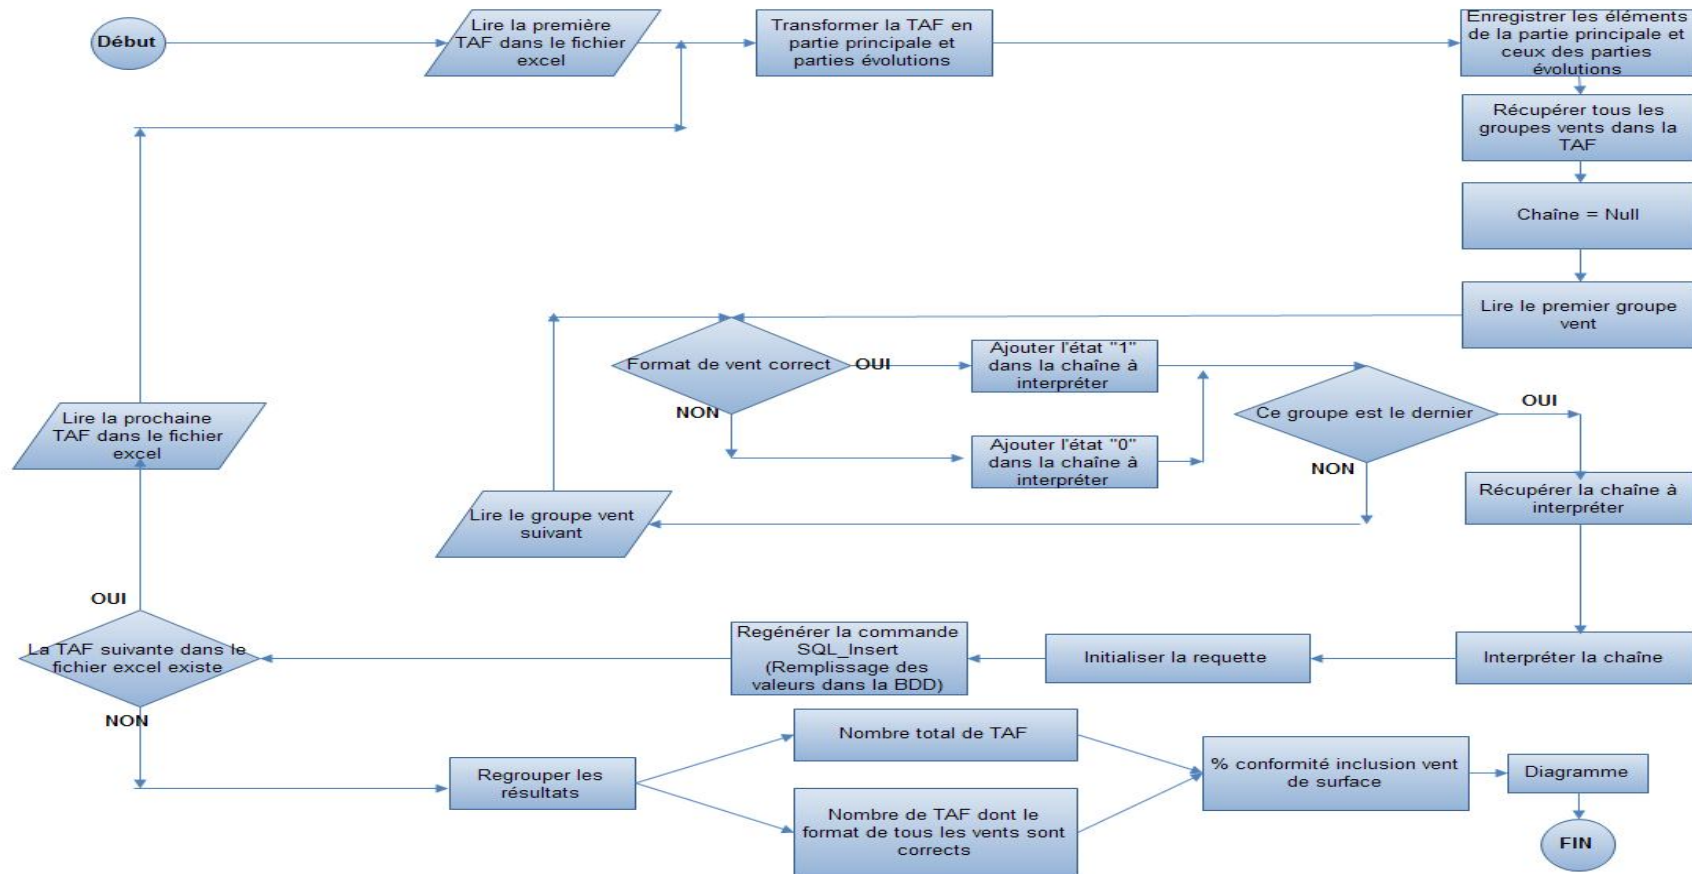 Début
Lire la première
TAF dans le fichier
excel
Transformer la TAF en
partie principale et
parties évolutions
Enregistrer les éléments
de la partie principale et
ceux des parties
évolutions
Récupérer tous les
groupes vents dans la
TAF
Chaîne = Null
Lire le premier groupe
vent
Format de vent correct
OUI
NON
Ajouter l'état "1"
dans la chaîne à
interpréter
Ajouter l'état "0"
dans la chaîne à
interpréter
Ce groupe est le dernier
OUI
NON
Lire le groupe vent
suivant
Récupérer la chaîne à
interpréter
Interpréter la chaîne
Initialiser la requette
Regénérer la commande
SQL_Insert
(Remplissage des
valeurs dans la BDD)
La TAF suivante dans le
fichier excel existe
OUI
NON
Lire la prochaine
TAF dans le fichier
excel
Regrouper les
résultats
Nombre total de TAF
Nombre de TAF dont le
format de tous les vents sont
corrects
% conformité inclusion vent
de surface
Diagramme
FIN